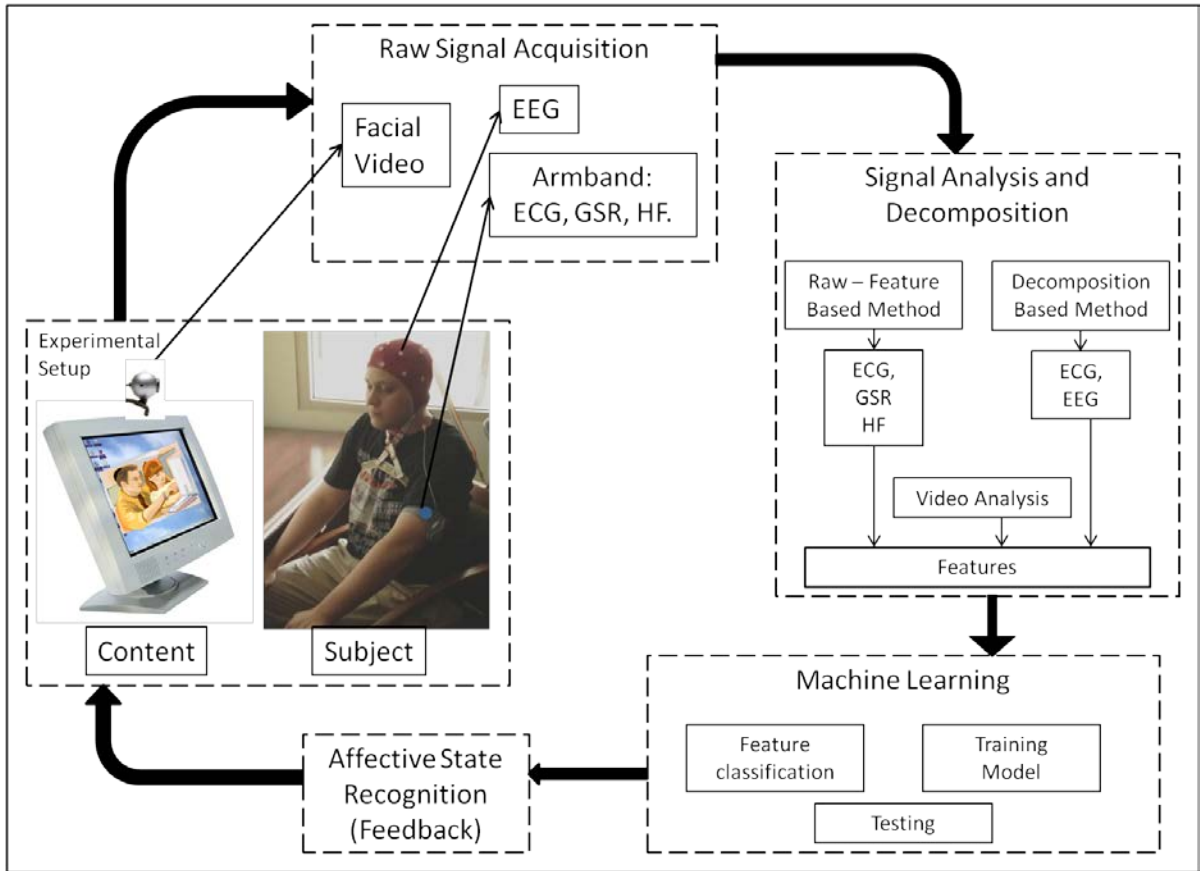 Raw Signal Acquisition
Facial
Video
EEG
Armband:
ECG, GSR, HF.
Signal Analysis and
Decomposition
Raw – Feature
Based Method
Decomposition
Based Method
ECG,
GSR
HF
ECG,
EEG
Video Analysis
Features
Experimental
Setup
Content
Subject
Machine Learning
Feature
classification
Training
Model
Testing
Affective State
Recognition
(Feedback)